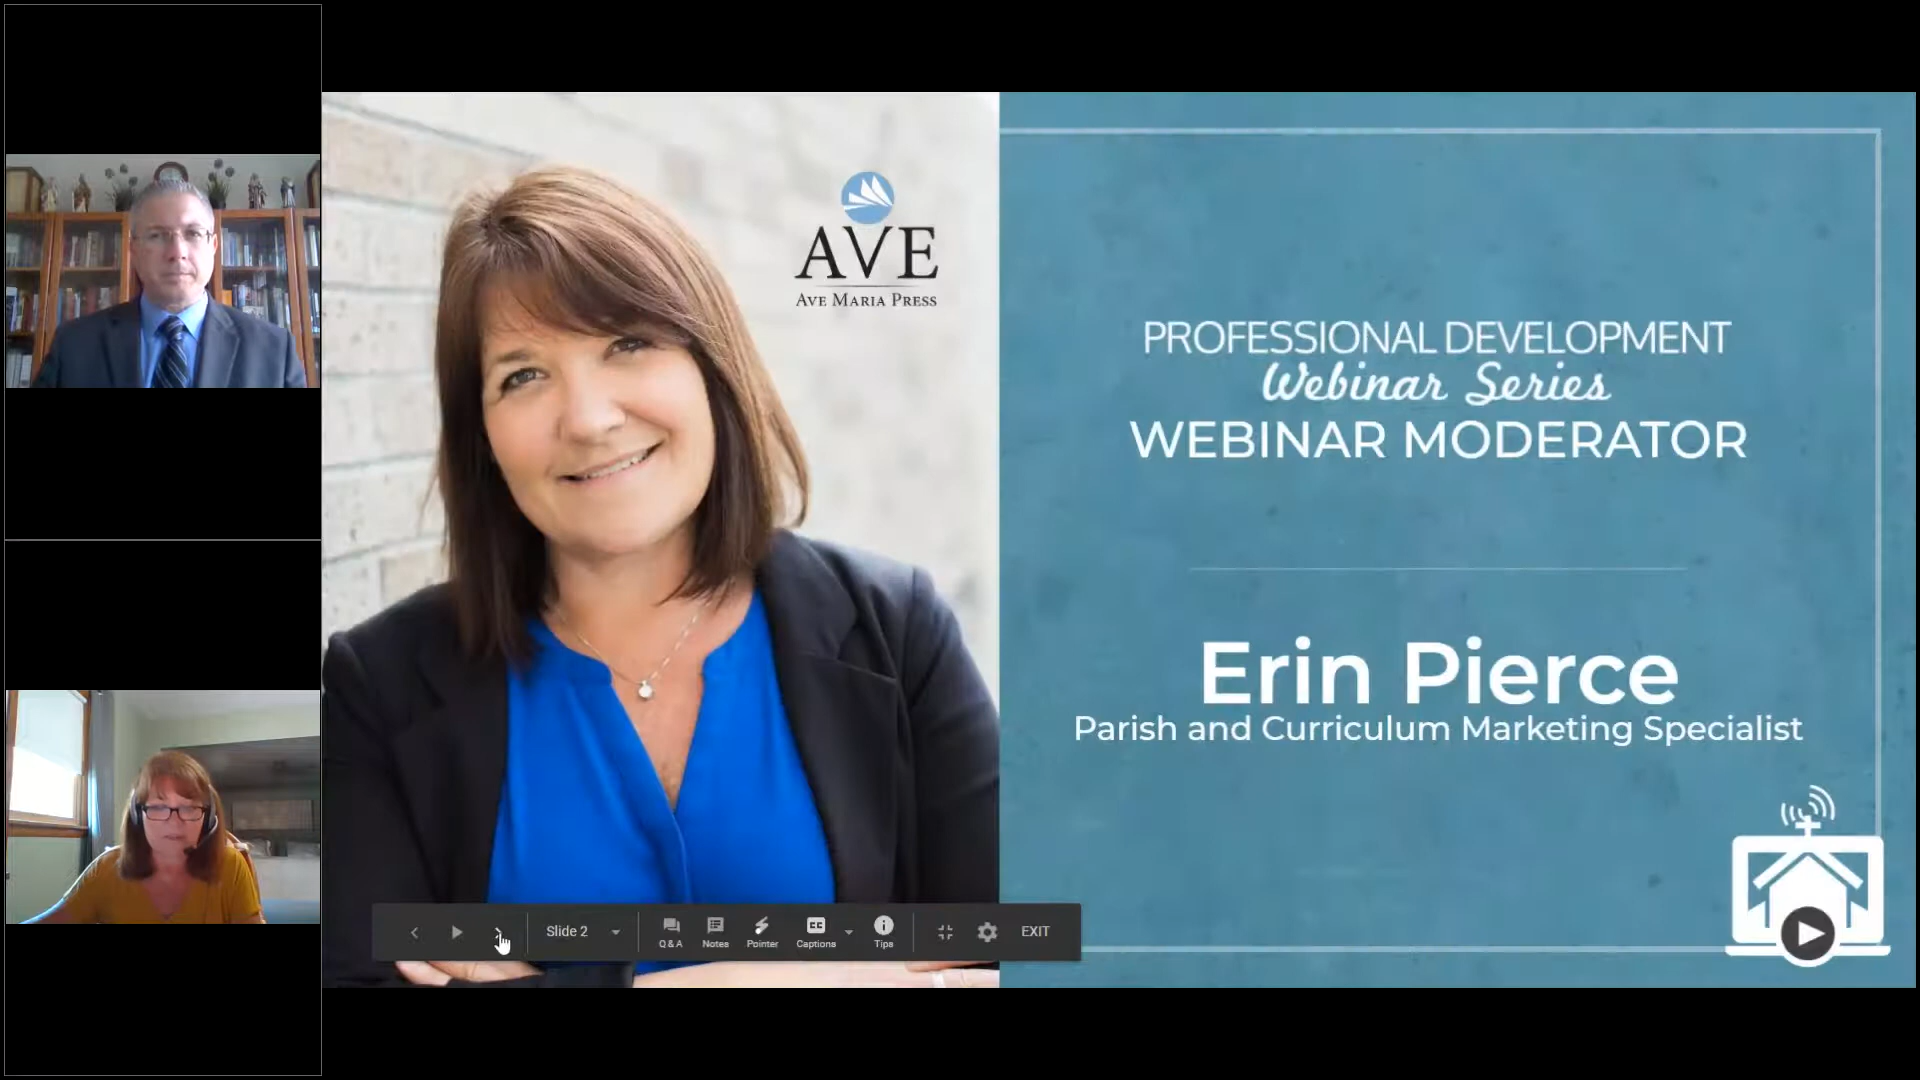 AVE
AVE MARIA PRESS
PROFESSIONAL DEVELOPMENT
Webinar Series
WEBINAR MODERATOR
Erin Pierce
Parish and Curriculum Marketing Specialist
Slide 2
Q & A
Notes
Pointer
CC
Captions
Tips
EXIT